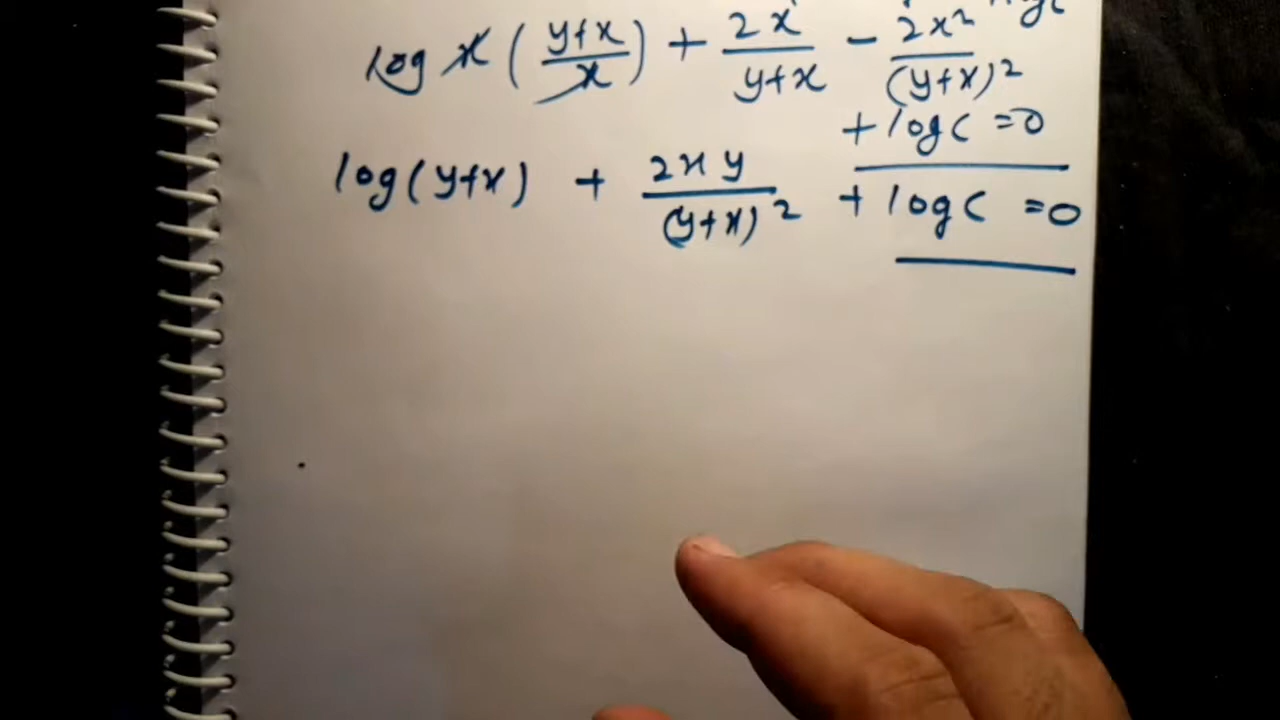 log x ( y+x / x ) + 2x / y+x - 2x² / (y+x)²
+ log c = 0
log(y+x) + 2xy / (y+x)² + log c = 0